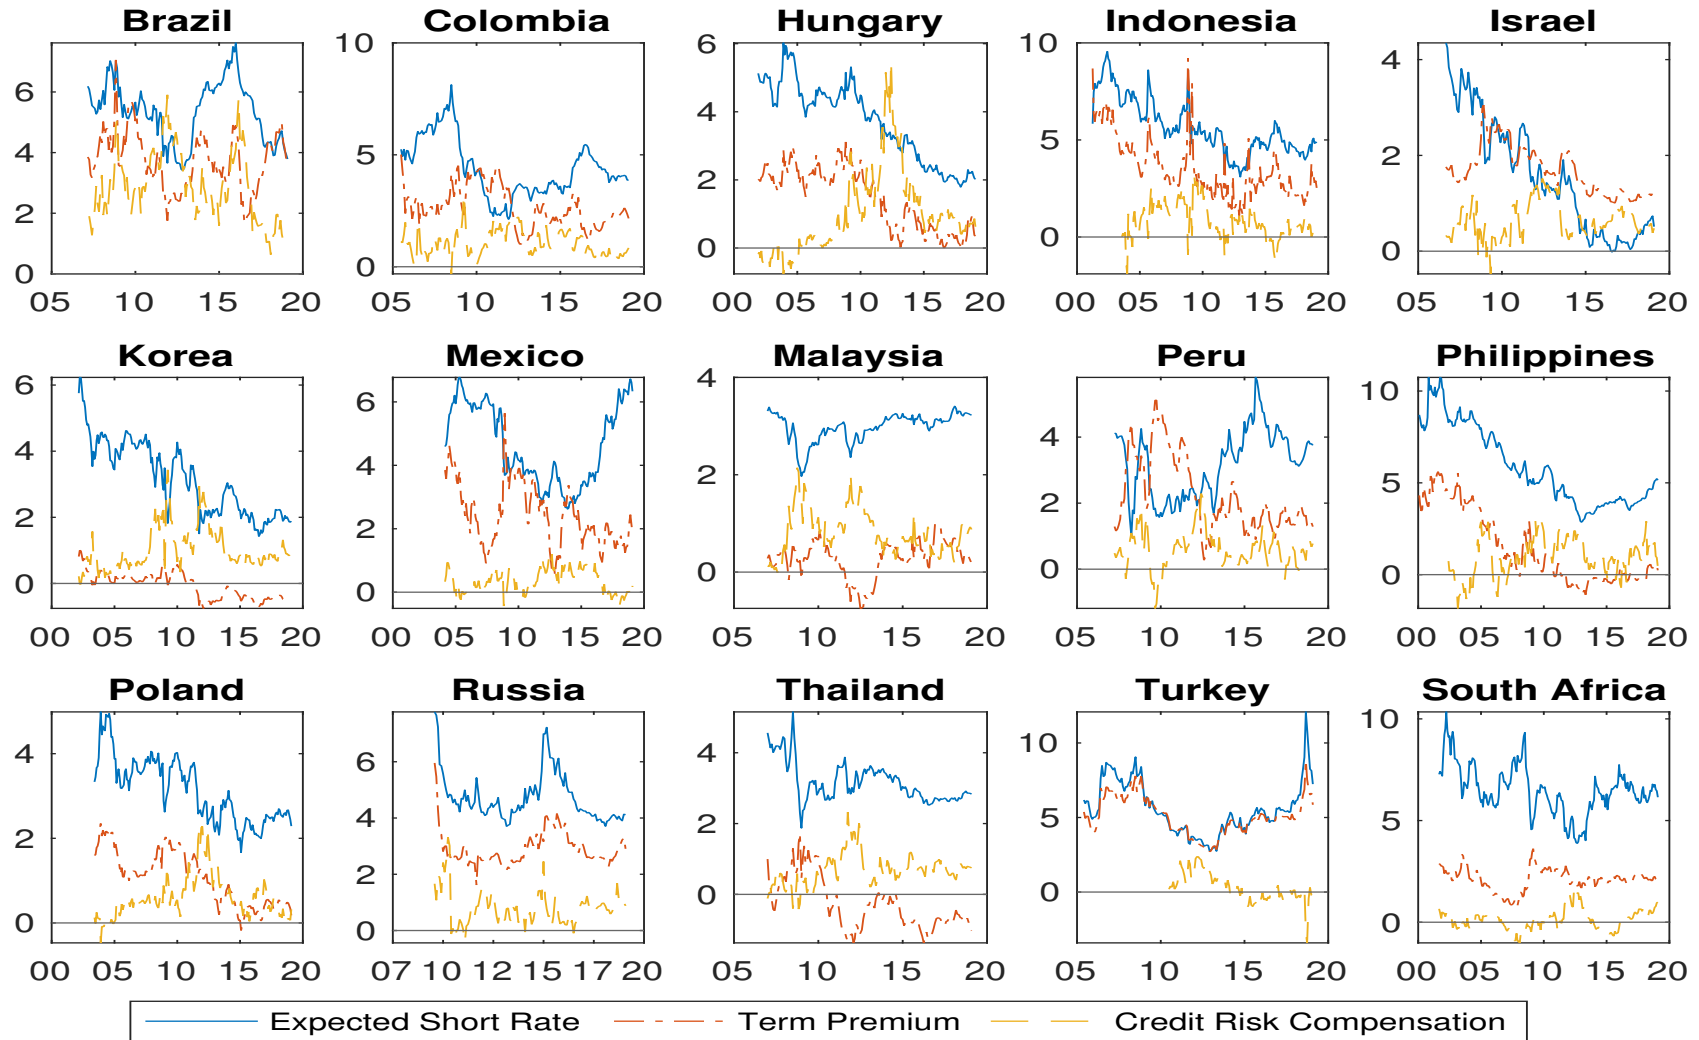 Brazil Colombia Hungary Indonesia Israel
6 4 2 0
10 5 0
6 4 2 0
10 5 0
4 2 0
05 10 15 20 05 10 15 20 00 05 10 15 20 00 05 10 15 20 05 10 15 20
Korea Mexico Malaysia Peru Philippines
6 4 2 0
6 4 2 0
4 2 0
4 2 0
10 5 0
00 05 10 15 20 00 05 10 15 20 05 10 15 20 05 10 15 20 00 05 10 15 20
Poland Russia Thailand Turkey South Africa
4 2 0
6 4 2 0
4 2 0
10 5 0
10 5 0
00 05 10 15 20 07 10 12 15 17 20 05 10 15 20 05 10 15 20 00 05 10 15 20
Expected Short Rate Term Premium Credit Risk Compensation